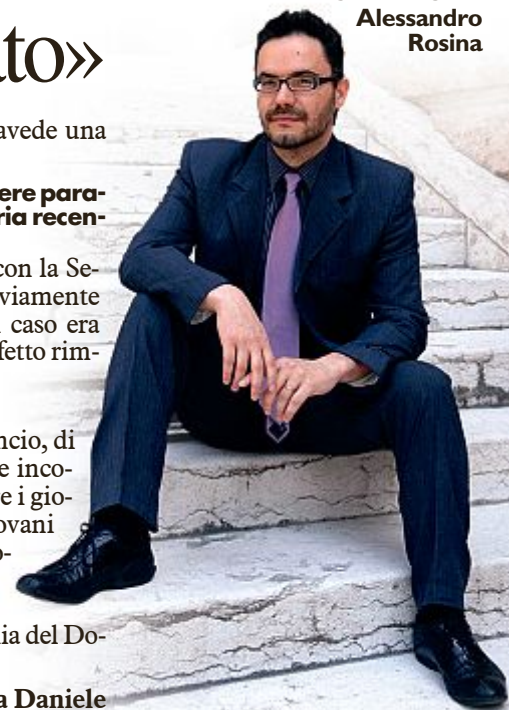 Alessandro
Rosina
ato»
avede una
ere para-
ria recen-
con la Se-
viamente
caso era
fetto rim-
ncio, di
e inco-
e i gio-
ovani
o-
ia del Do-
a Daniele